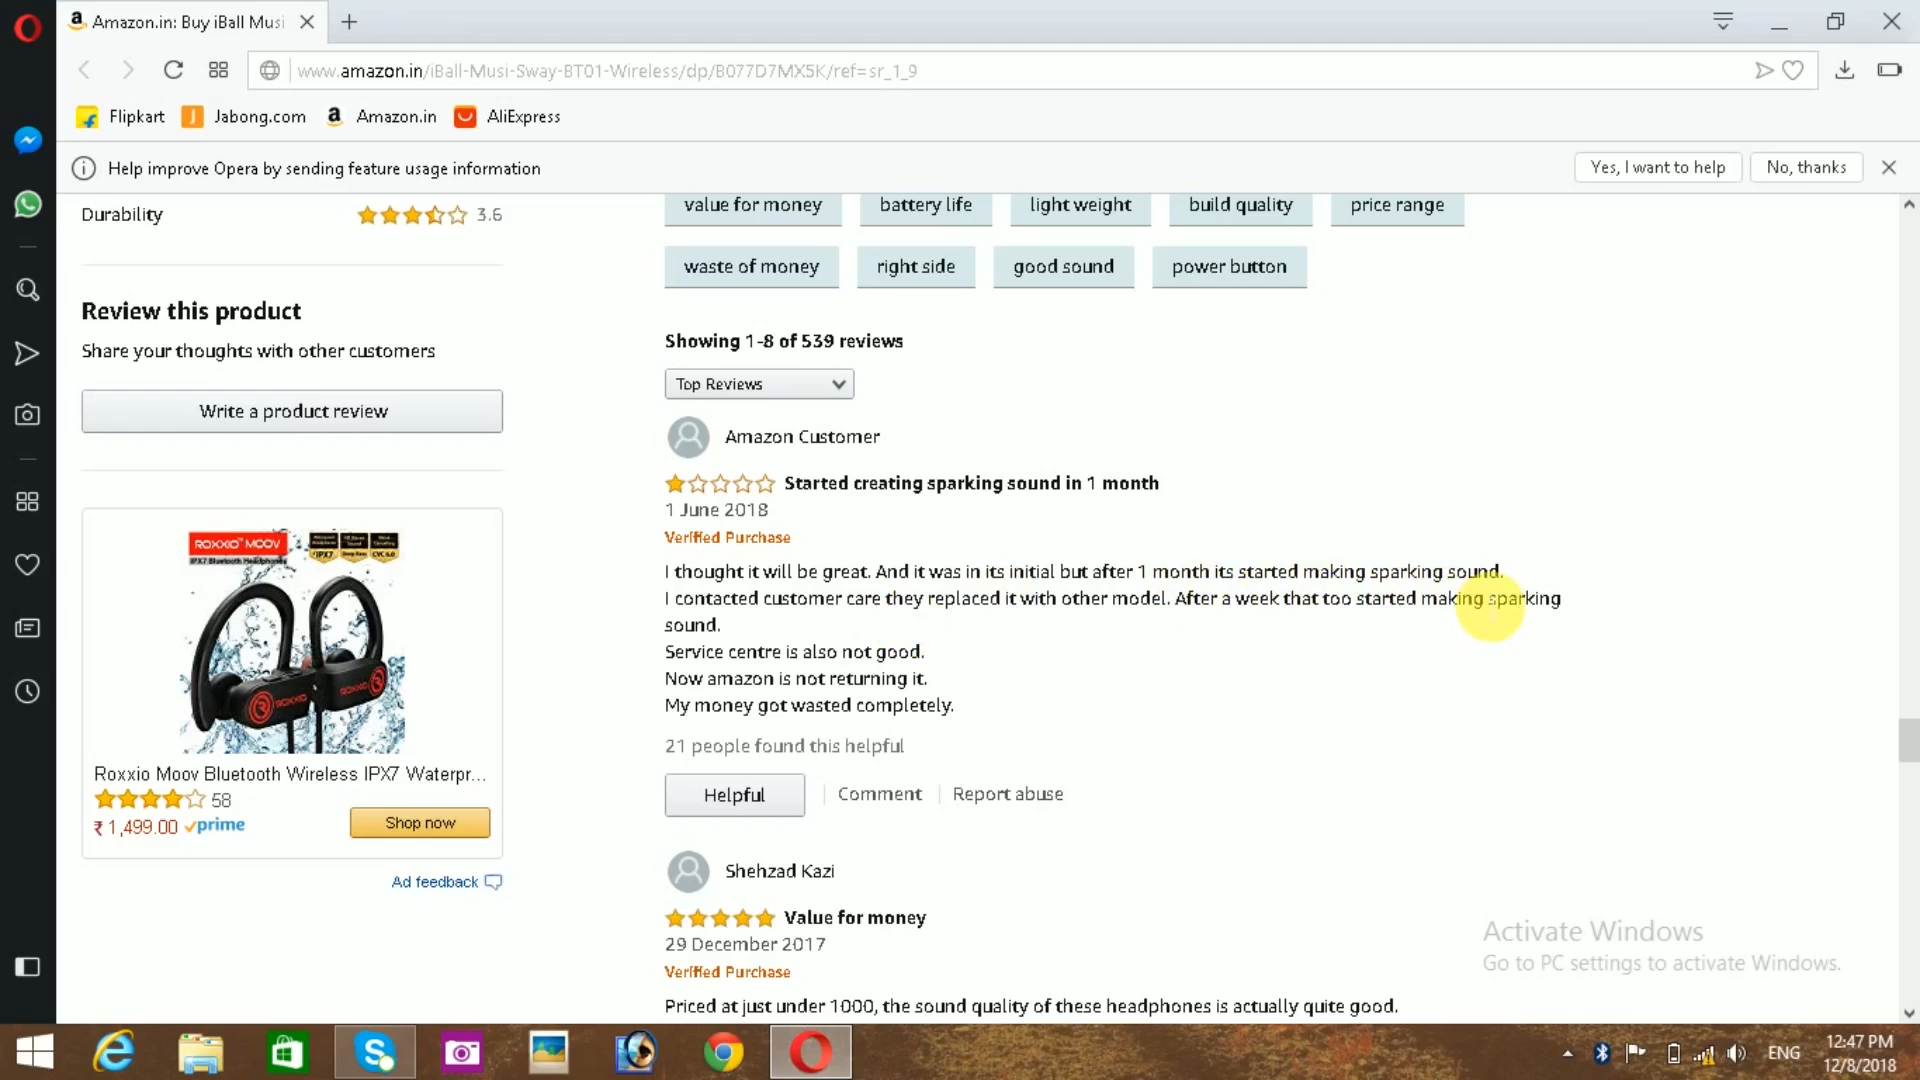 Amazon.in: Buy iBall Musi
www.amazon.in/iBall-Musi-Sway-BT01-Wireless/dp/B077D7MX5K/ref=sr_1_9
Flipkart Jabong.com Amazon.in AliExpress
Help improve Opera by sending feature usage information
Yes, I want to help No, thanks
Durability 3.6
Review this product
Share your thoughts with other customers
Write a product review
ROXXIO MOOV
IPX7 Bluetooth Headphones
IPX7
CVC 6.0
ROXXIO
ROXXIO
Roxxio Moov Bluetooth Wireless IPX7 Waterpr...
58
₹ 1,499.00 prime
Shop now
Ad feedback
value for money battery life light weight build quality price range
waste of money right side good sound power button
Showing 1-8 of 539 reviews
Top Reviews
Amazon Customer
Started creating sparking sound in 1 month
1 June 2018
Verified Purchase
I thought it will be great. And it was in its initial but after 1 month its started making sparking sound.
I contacted customer care they replaced it with other model. After a week that too started making sparking
sound.
Service centre is also not good.
Now amazon is not returning it.
My money got wasted completely.
21 people found this helpful
Helpful Comment Report abuse
Shehzad Kazi
Value for money
29 December 2017
Verified Purchase
Priced at just under 1000, the sound quality of these headphones is actually quite good.
Activate Windows
Go to PC settings to activate Windows.
ENG
12:47 PM
12/8/2018